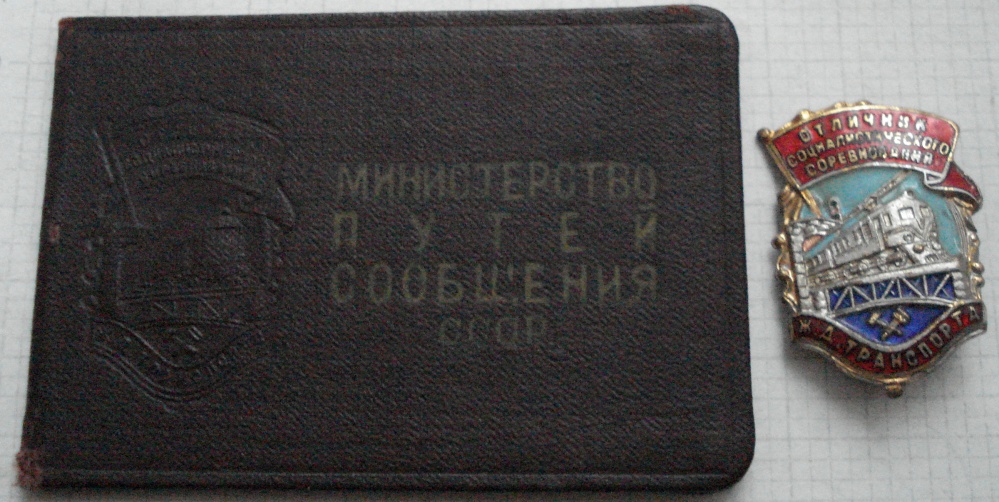 МИНИСТЕРСТВО
ПУТЕЙ
СООБЩЕНИЯ
СССР
ОТЛИЧНИК
СОЦИАЛИСТИЧЕСКОГО
СОРЕВНОВАНИЯ
Ж.Д. ТРАНСПОРТА